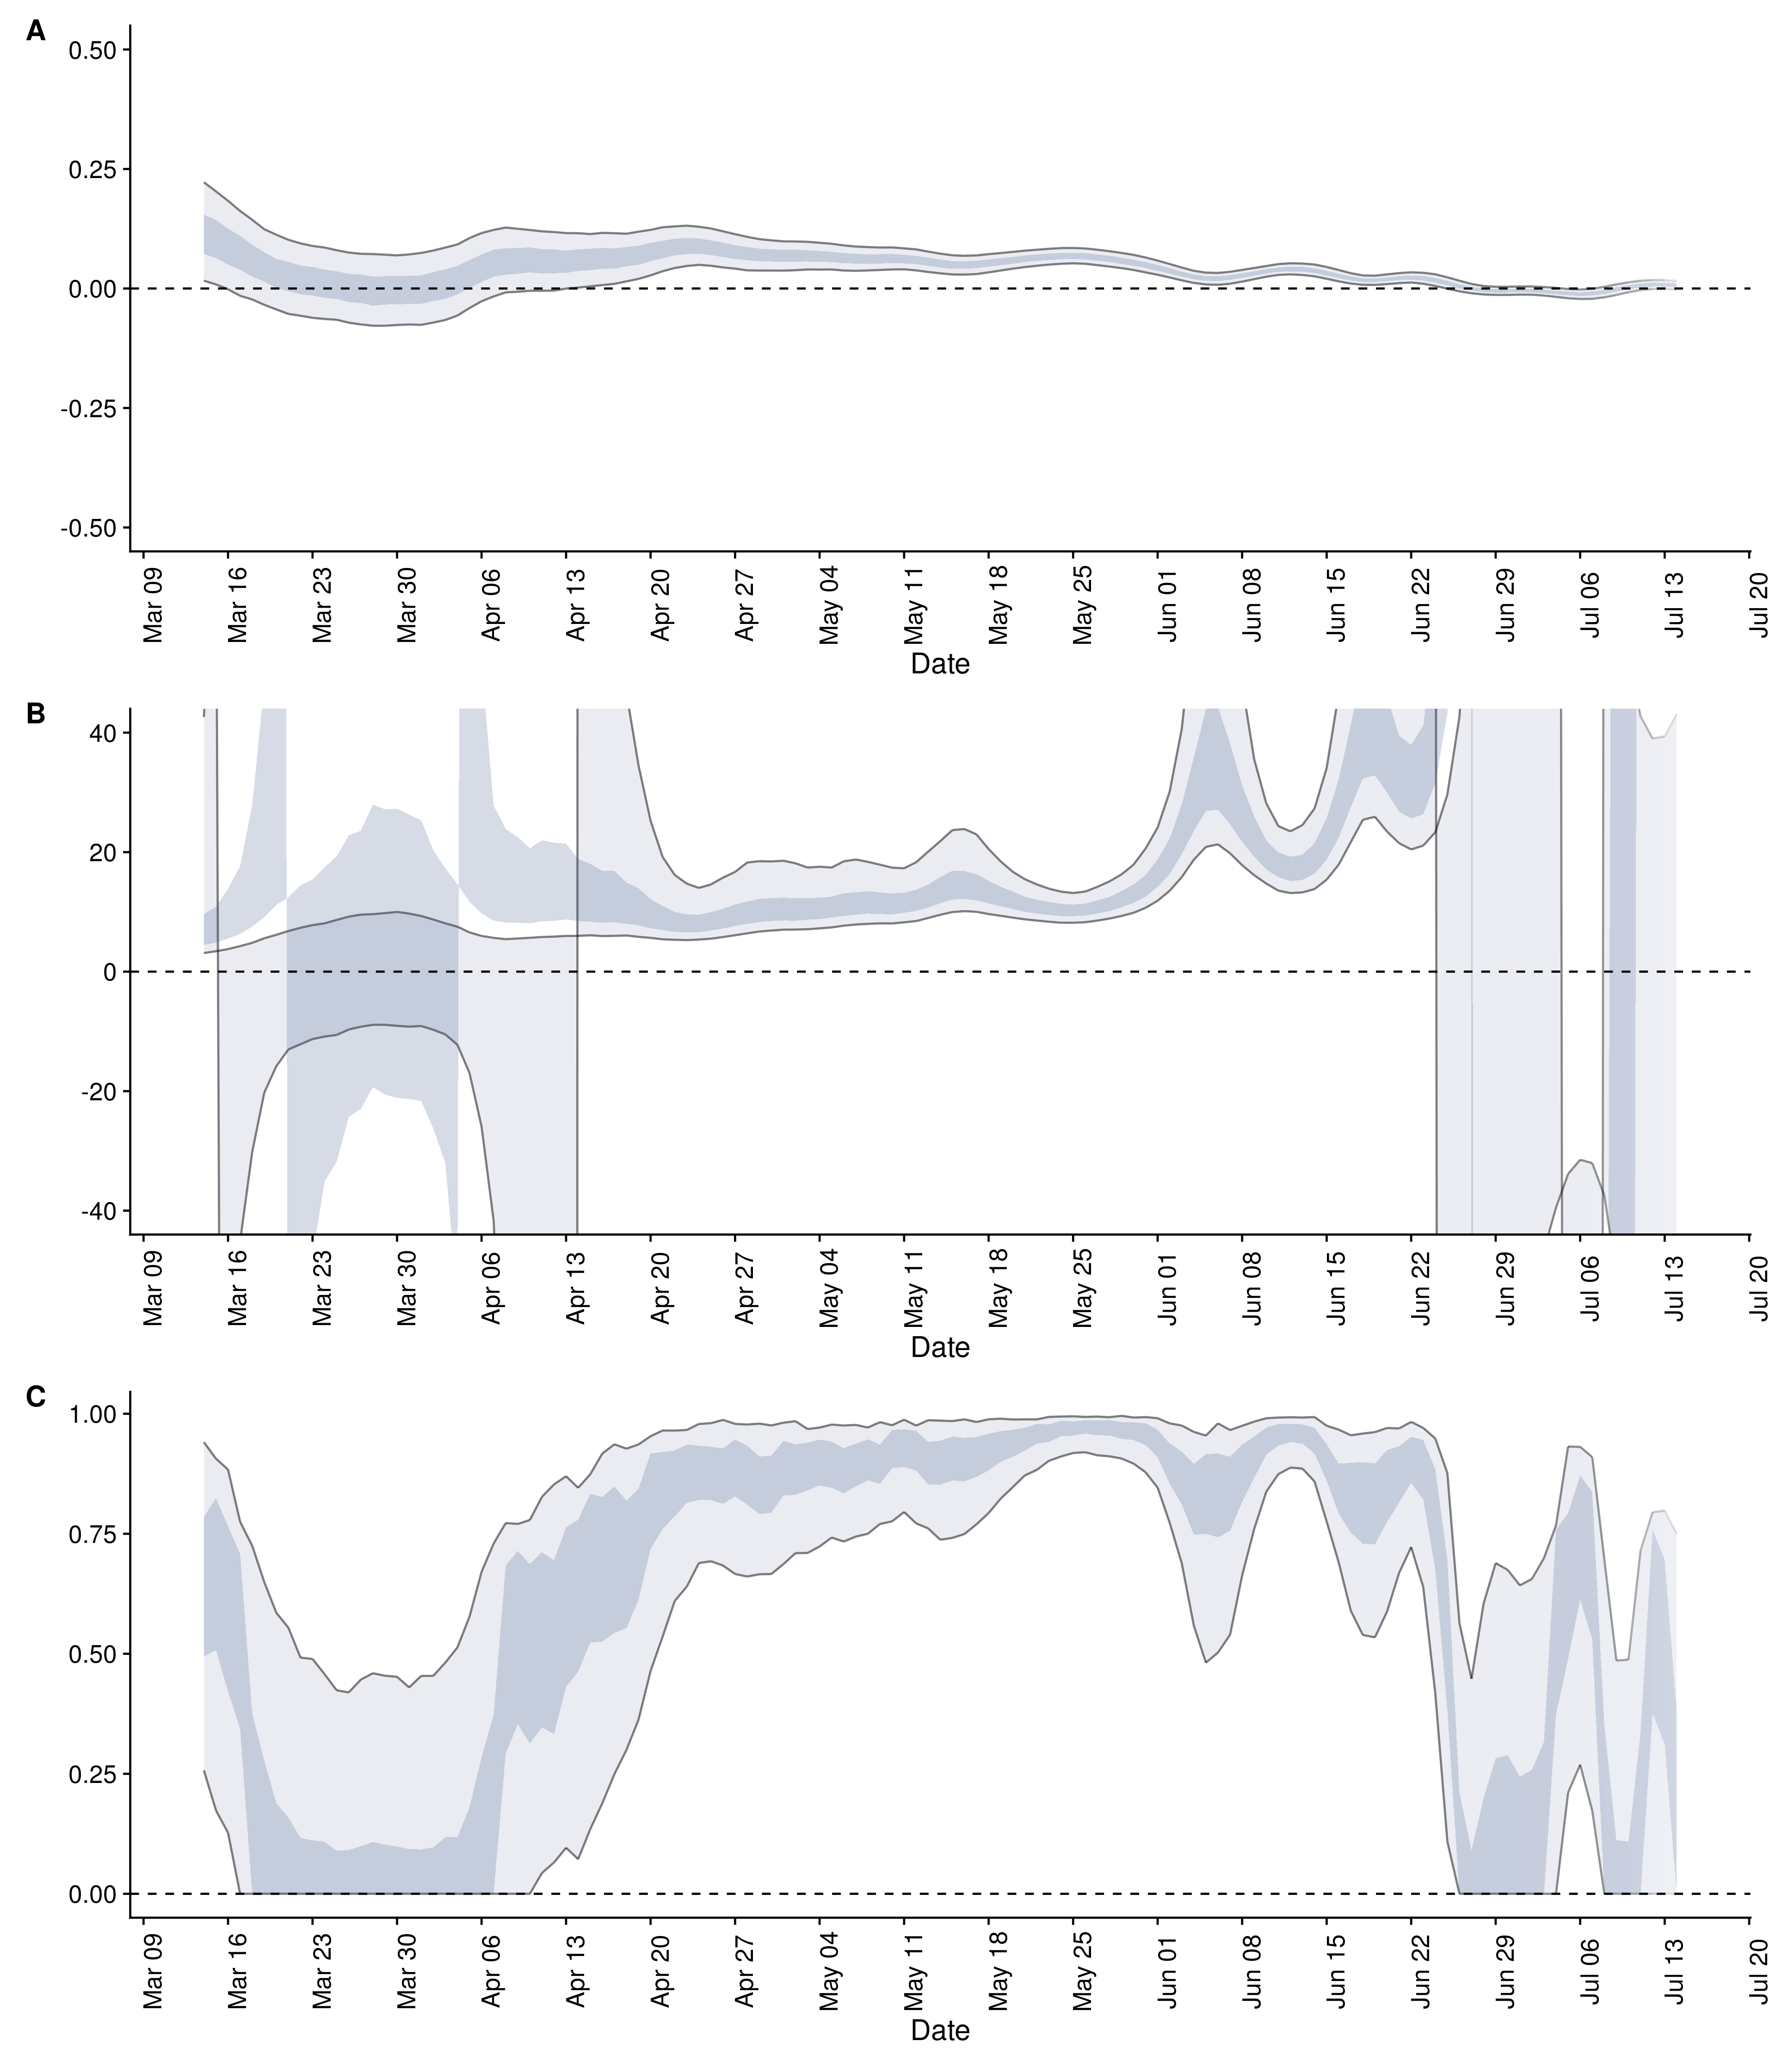 A
0.50
0.25
0.00
-0.25
-0.50
Mar 09
Mar 16
Mar 23
Mar 30
Apr 06
Apr 13
Apr 20
Apr 27
May 04
May 11
May 18
May 25
Jun 01
Jun 08
Jun 15
Jun 22
Jun 29
Jul 06
Jul 13
Jul 20
Date
B
40
20
0
-20
-40
Mar 09
Mar 16
Mar 23
Mar 30
Apr 06
Apr 13
Apr 20
Apr 27
May 04
May 11
May 18
May 25
Jun 01
Jun 08
Jun 15
Jun 22
Jun 29
Jul 06
Jul 13
Jul 20
Date
C
1.00
0.75
0.50
0.25
0.00
Mar 09
Mar 16
Mar 23
Mar 30
Apr 06
Apr 13
Apr 20
Apr 27
May 04
May 11
May 18
May 25
Jun 01
Jun 08
Jun 15
Jun 22
Jun 29
Jul 06
Jul 13
Jul 20
Date